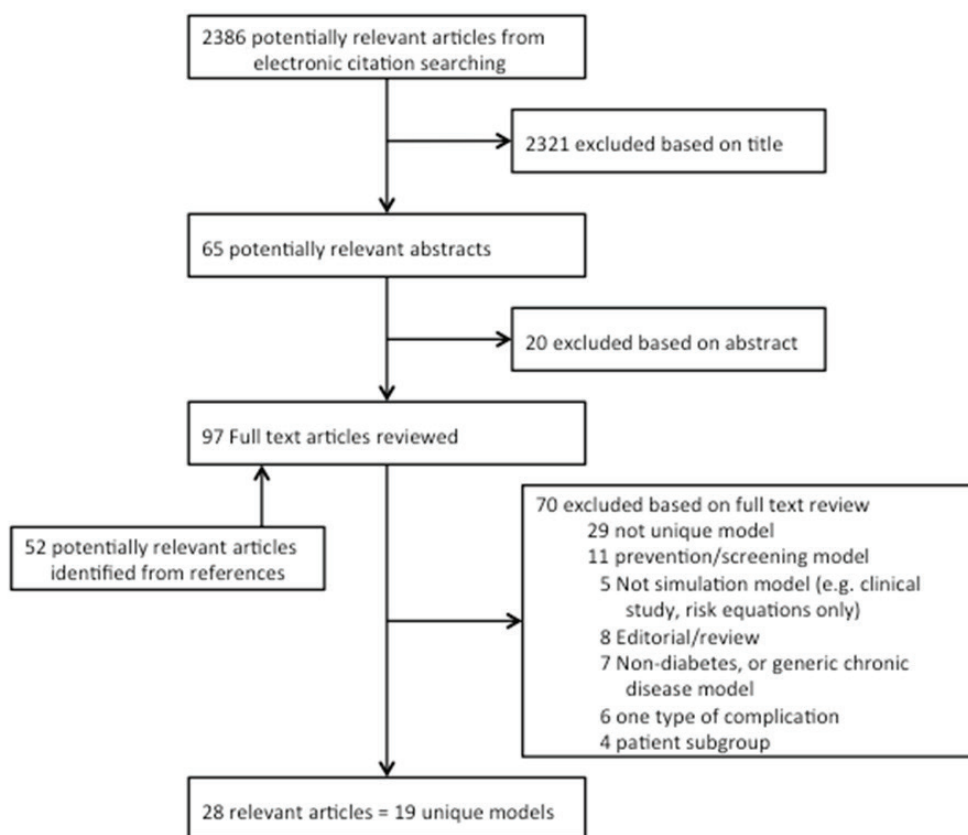 2386 potentially relevant articles from
electronic citation searching
2321 excluded based on title
65 potentially relevant abstracts
20 excluded based on abstract
97 Full text articles reviewed
52 potentially relevant articles
identified from references
70 excluded based on full text review
29 not unique model
11 prevention/screening model
5 Not simulation model (e.g. clinical
study, risk equations only)
8 Editorial/review
7 Non-diabetes, or generic chronic
disease model
6 one type of complication
4 patient subgroup
28 relevant articles = 19 unique models